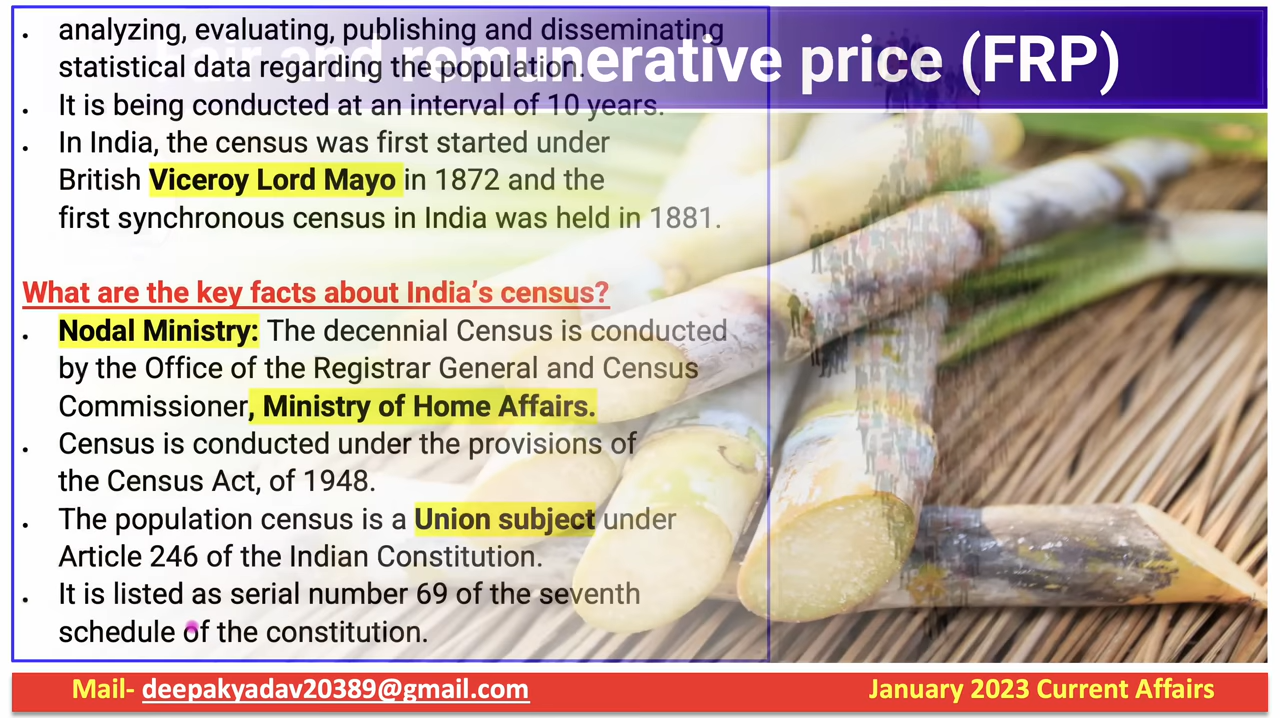 Fair and remunerative price (FRP)
analyzing, evaluating, publishing and disseminating
statistical data regarding the population.
• It is being conducted at an interval of 10 years.
• In India, the census was first started under
British Viceroy Lord Mayo in 1872 and the
first synchronous census in India was held in 1881.
What are the key facts about India’s census?
• Nodal Ministry: The decennial Census is conducted
by the Office of the Registrar General and Census
Commissioner, Ministry of Home Affairs.
• Census is conducted under the provisions of
the Census Act, of 1948.
• The population census is a Union subject under
Article 246 of the Indian Constitution.
• It is listed as serial number 69 of the seventh
schedule of the constitution.
Mail- deepakyadav20389@gmail.com
January 2023 Current Affairs